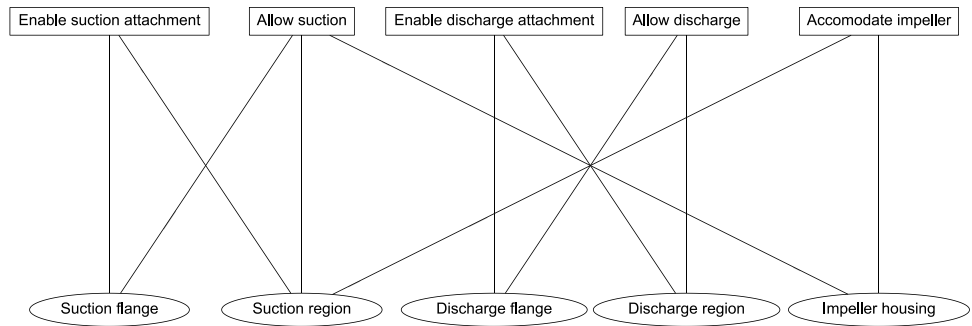 Enable suction attachment
Allow suction
Enable discharge attachment
Allow discharge
Accomodate impeller
Suction flange
Suction region
Discharge flange
Discharge region
Impeller housing